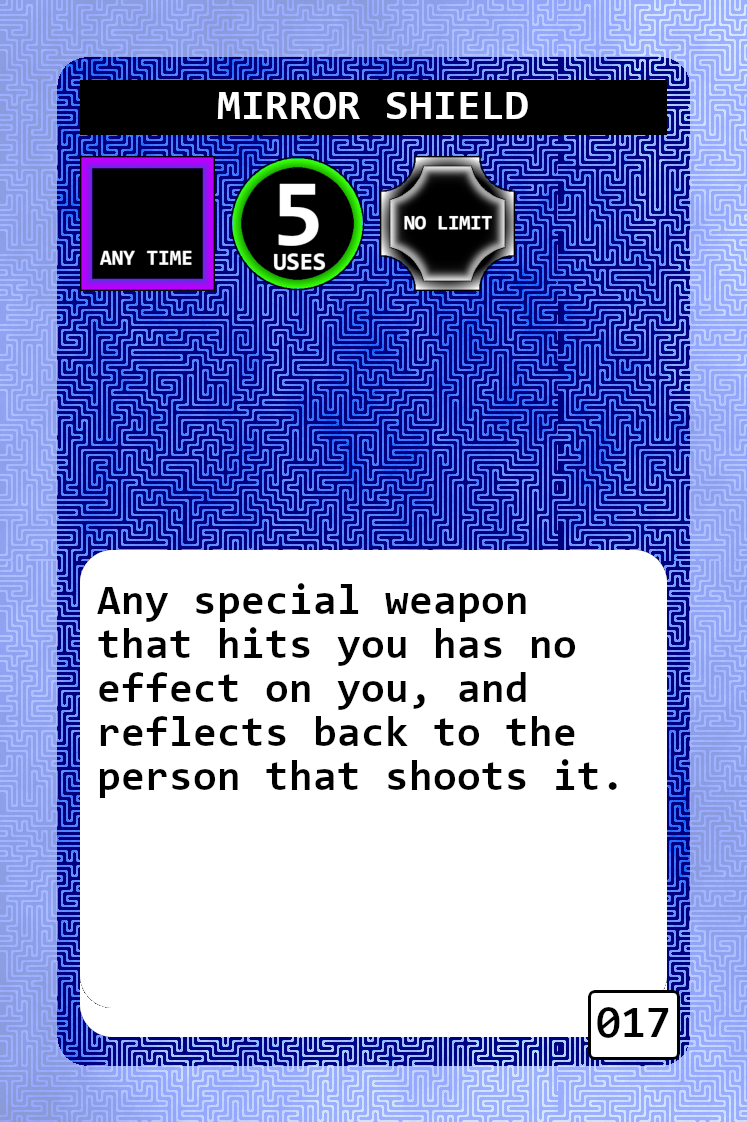 MIRROR SHIELD
ANY TIME
5
USES
NO LIMIT
Any special weapon
that hits you has no
effect on you, and
reflects back to the
person that shoots it.
017